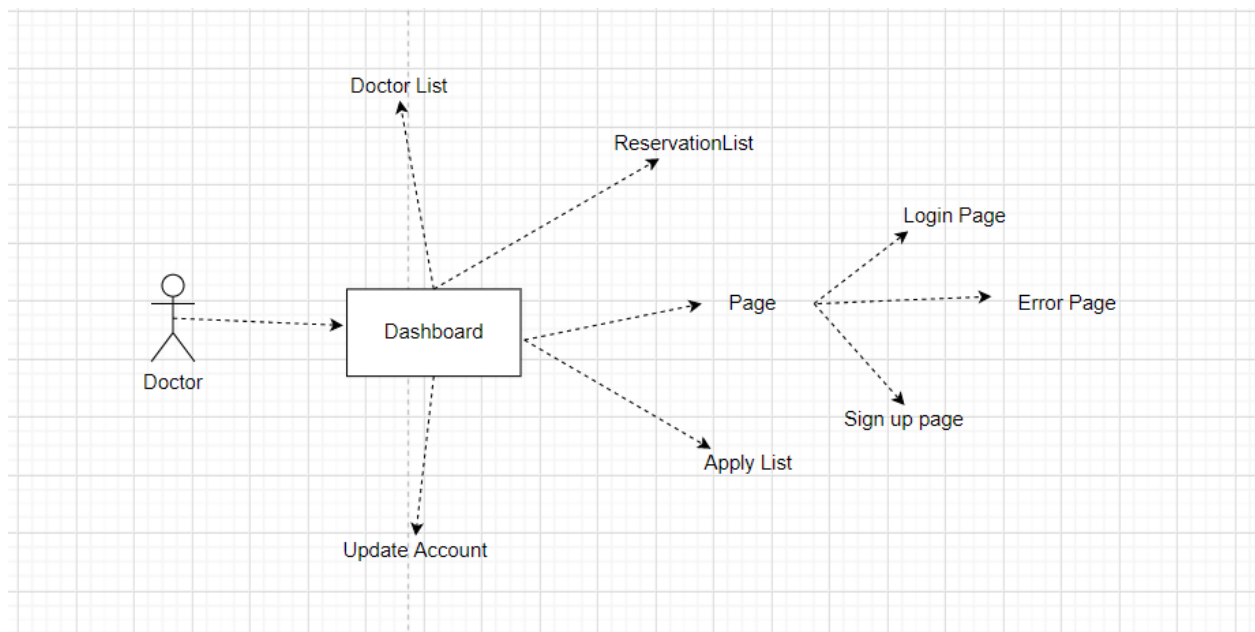 Doctor List
ReservationList
Login Page
Page
Error Page
Dashboard
Doctor
Sign up page
Apply List
Update Account